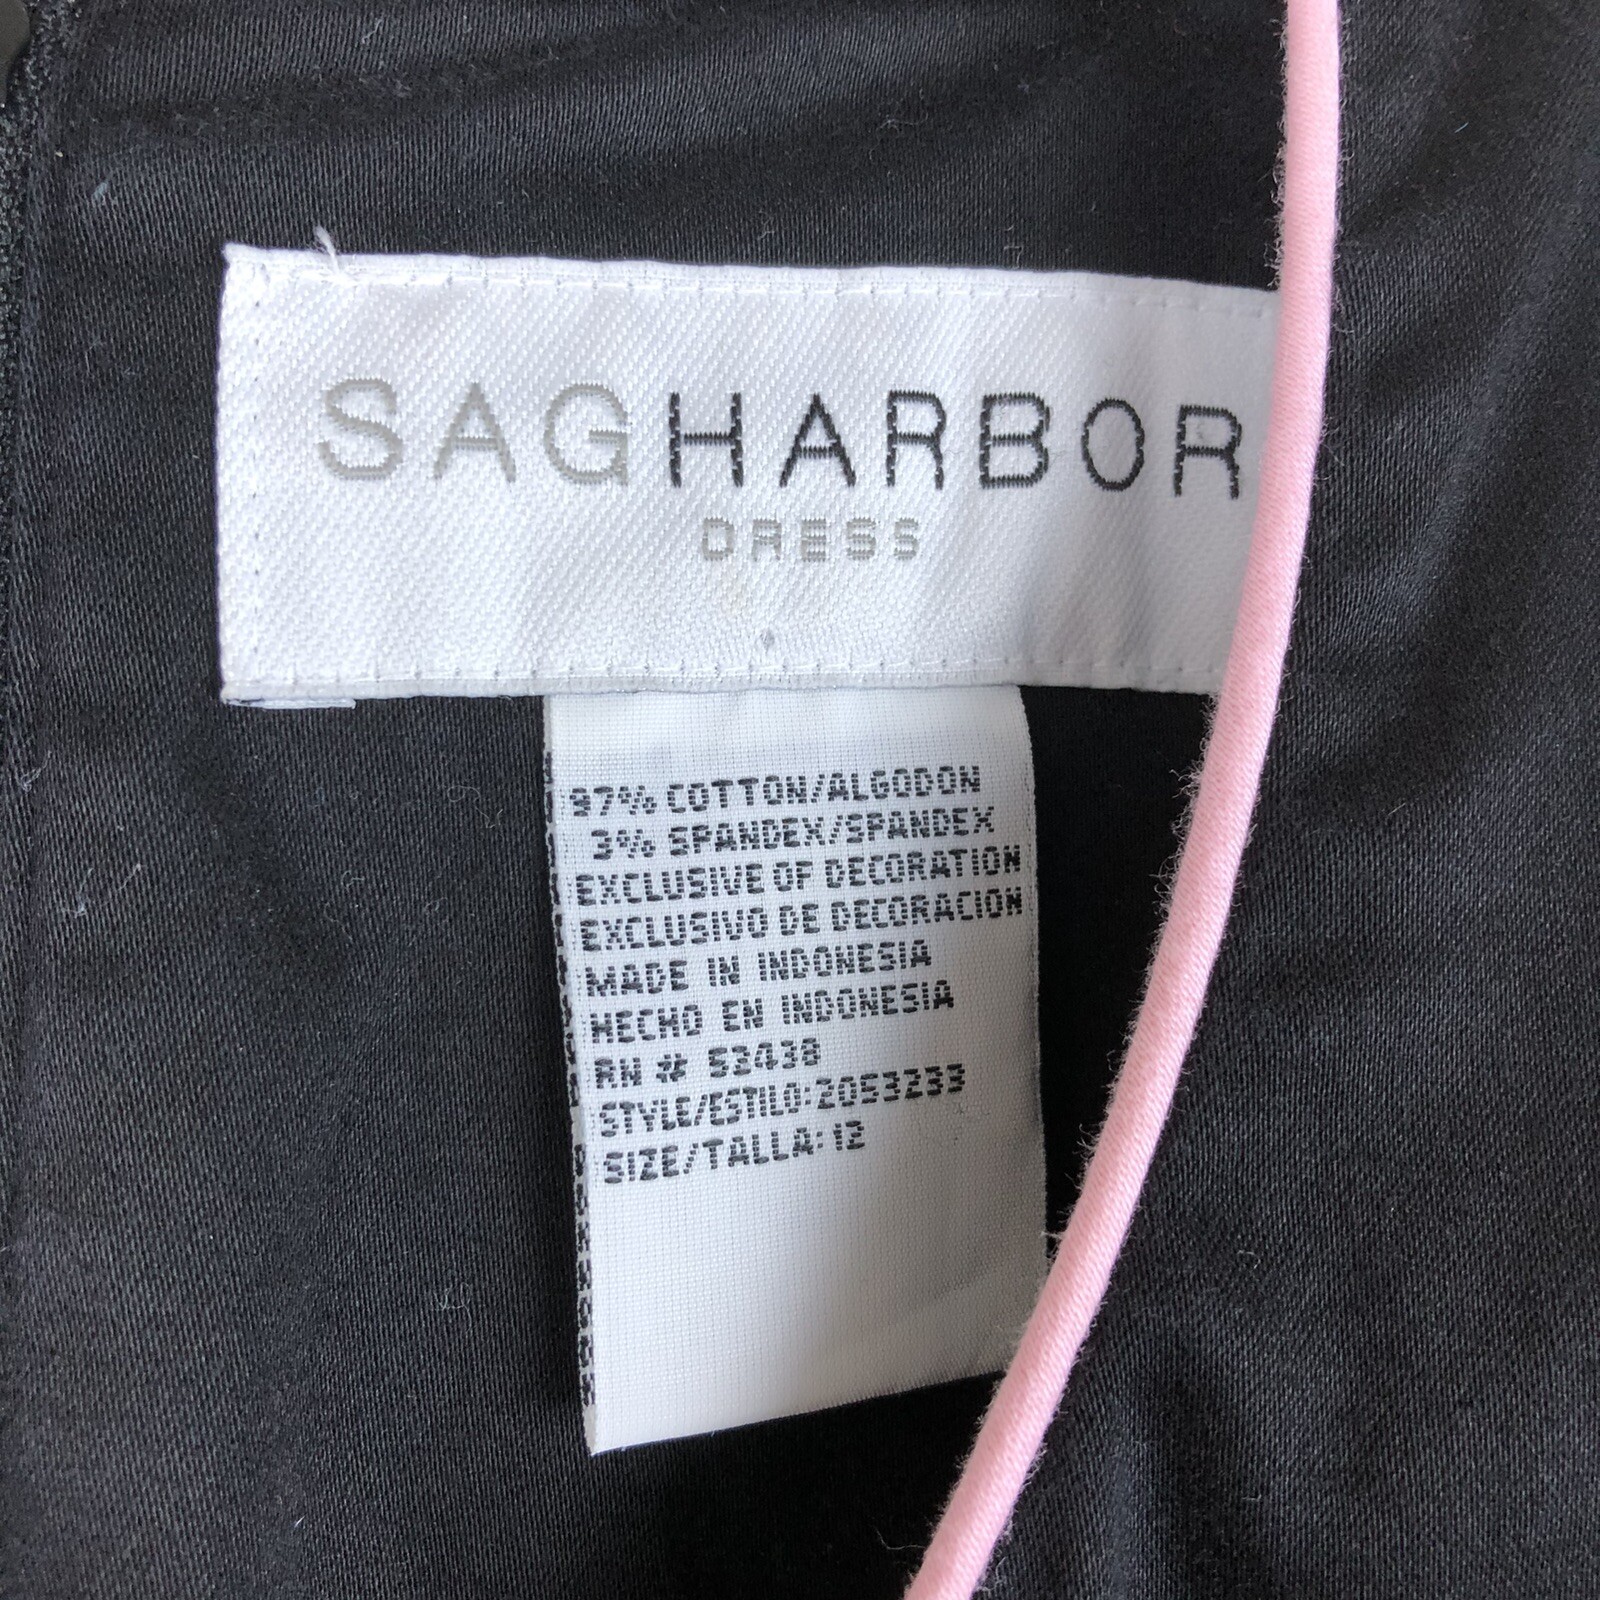 SAGHARBOR
DRESS
97% COTTON/ALGODON
3% SPANDEX/SPANDEX
EXCLUSIVE OF DECORATION
EXCLUSIVO DE DECORACION
MADE IN INDONESIA
HECHO EN INDONESIA
RN # 52438
STYLE/ESTILO:2053233
SIZE/TALLA:12